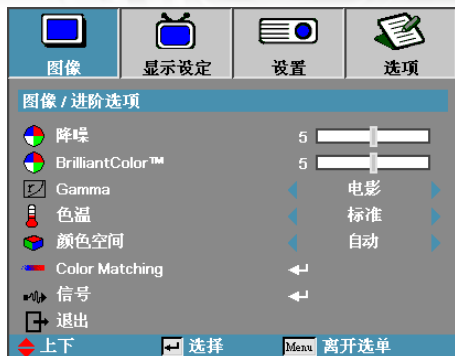 图像 显示设定 设置 选项
图像 / 进阶选项
降噪 5
BrilliantColor™ 5
Gamma 电影
色温 标准
颜色空间 自动
Color Matching
信号
退出
上下 选择 Menu 离开选单